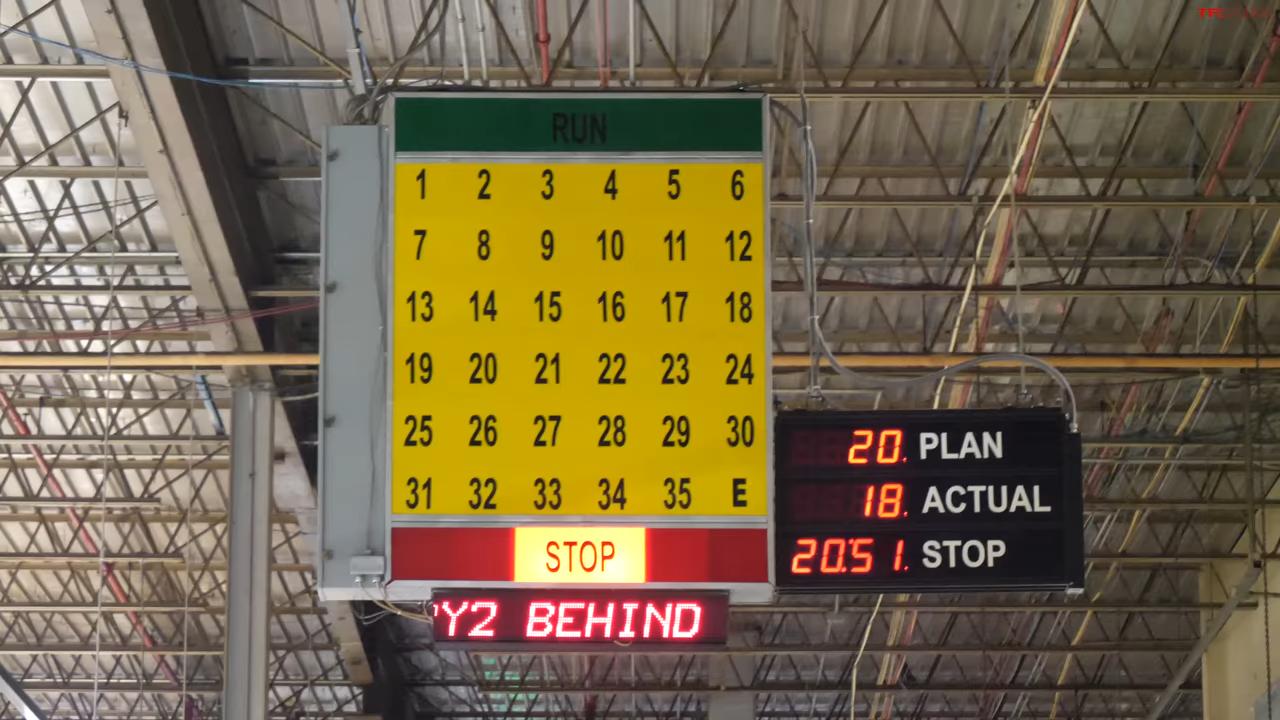 RUN
1 2 3 4 5 6
7 8 9 10 11 12
13 14 15 16 17 18
19 20 21 22 23 24
25 26 27 28 29 30
31 32 33 34 35 E
STOP
Y2 BEHIND
20. PLAN
18. ACTUAL
20.51. STOP